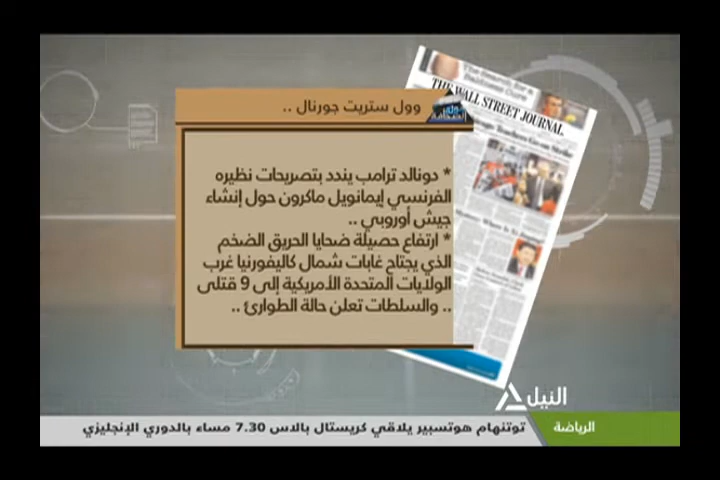 وول ستريت جورنال ..
THE WALL STREET JOURNAL.
* دونالد ترامب يندد بتصريحات نظيره
الفرنسي إيمانويل ماكرون حول إنشاء
جيش أوروبي ..
* ارتفاع حصيلة ضحايا الحريق الضخم
الذي يجتاح غابات شمال كاليفورنيا غرب
الولايات المتحدة الأمريكية إلى 9 قتلى
.. والسلطات تعلن حالة الطوارئ ..
النيل
الرياضة
توتنهام هوتسبير يلاقي كريستال بالاس 7.30 مساء بالدوري الإنجليزي